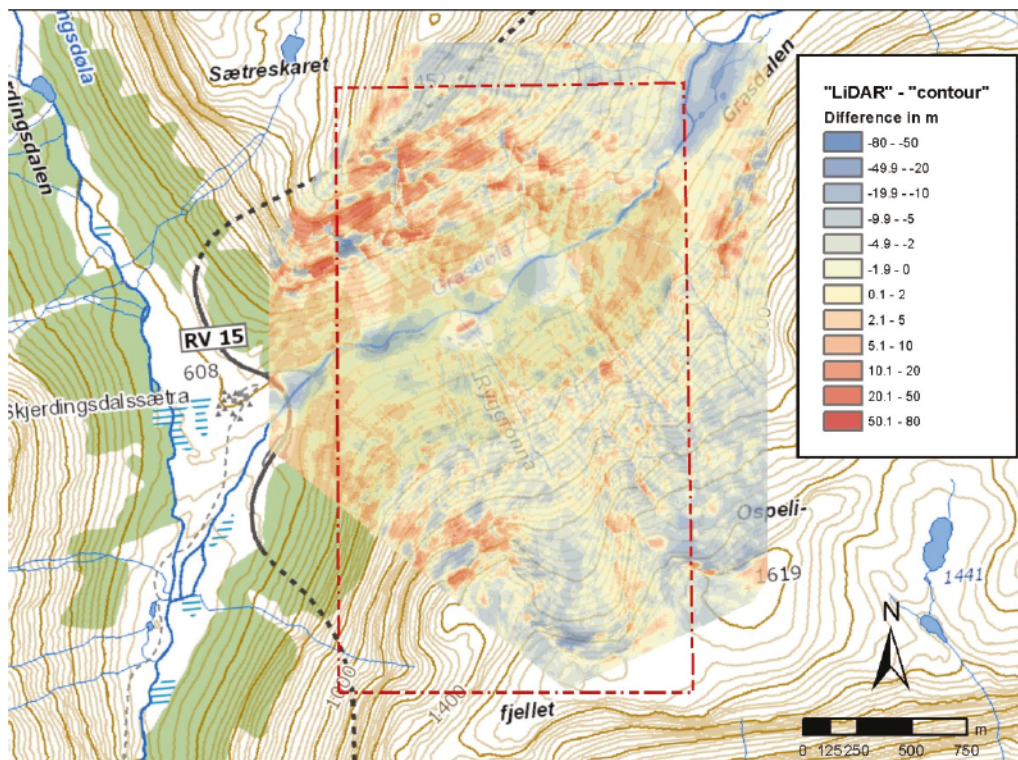 ngsdøla
rdingsdalen
Sætreskaret
1452
Grasdalen
Grasdøla
RV 15
608
Skjerdingsdalssætra
Ospeli-
1619
1441
1000
1400
fjellet
"LiDAR" - "contour"
Difference in m
-80 - -50
-49.9 - -20
-19.9 - -10
-9.9 - -5
-4.9 - -2
-1.9 - 0
0.1 - 2
2.1 - 5
5.1 - 10
10.1 - 20
20.1 - 50
50.1 - 80
N
0 125 250 500 750
m